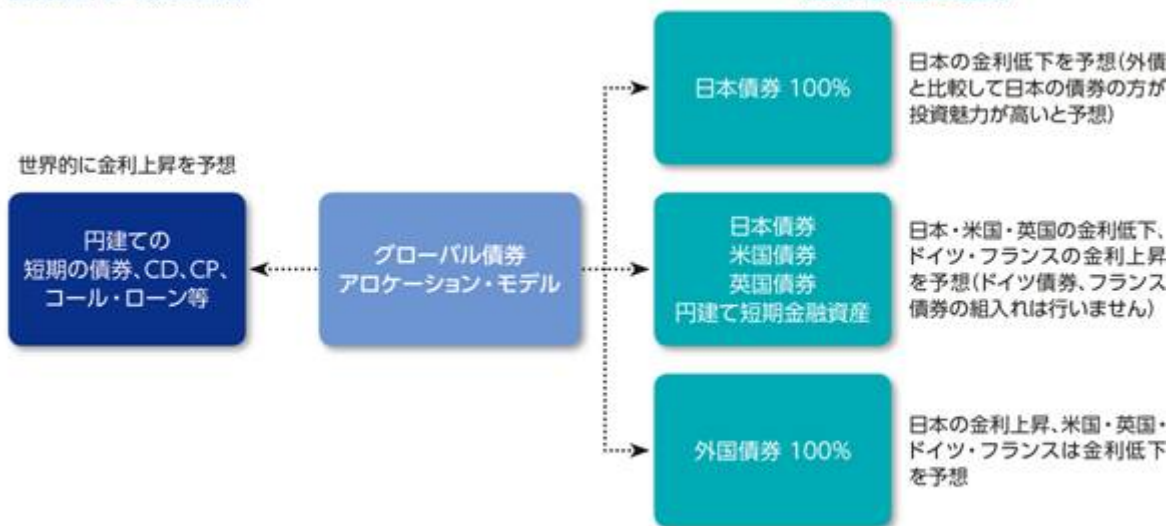 日本債券 100%
日本の金利低下を予想(外債
と比較して日本の債券の方が
投資魅力が高いと予想)
世界的に金利上昇を予想
円建ての
短期の債券、CD、CP、
コール・ローン等
グローバル債券
アロケーション・モデル
日本債券
米国債券
英国債券
円建て短期金融資産
日本・米国・英国の金利低下、
ドイツ・フランスの金利上昇
を予想(ドイツ債券、フランス
債券の組入れは行いません)
外国債券 100%
日本の金利上昇、米国・英国・
ドイツ・フランスは金利低下
を予想